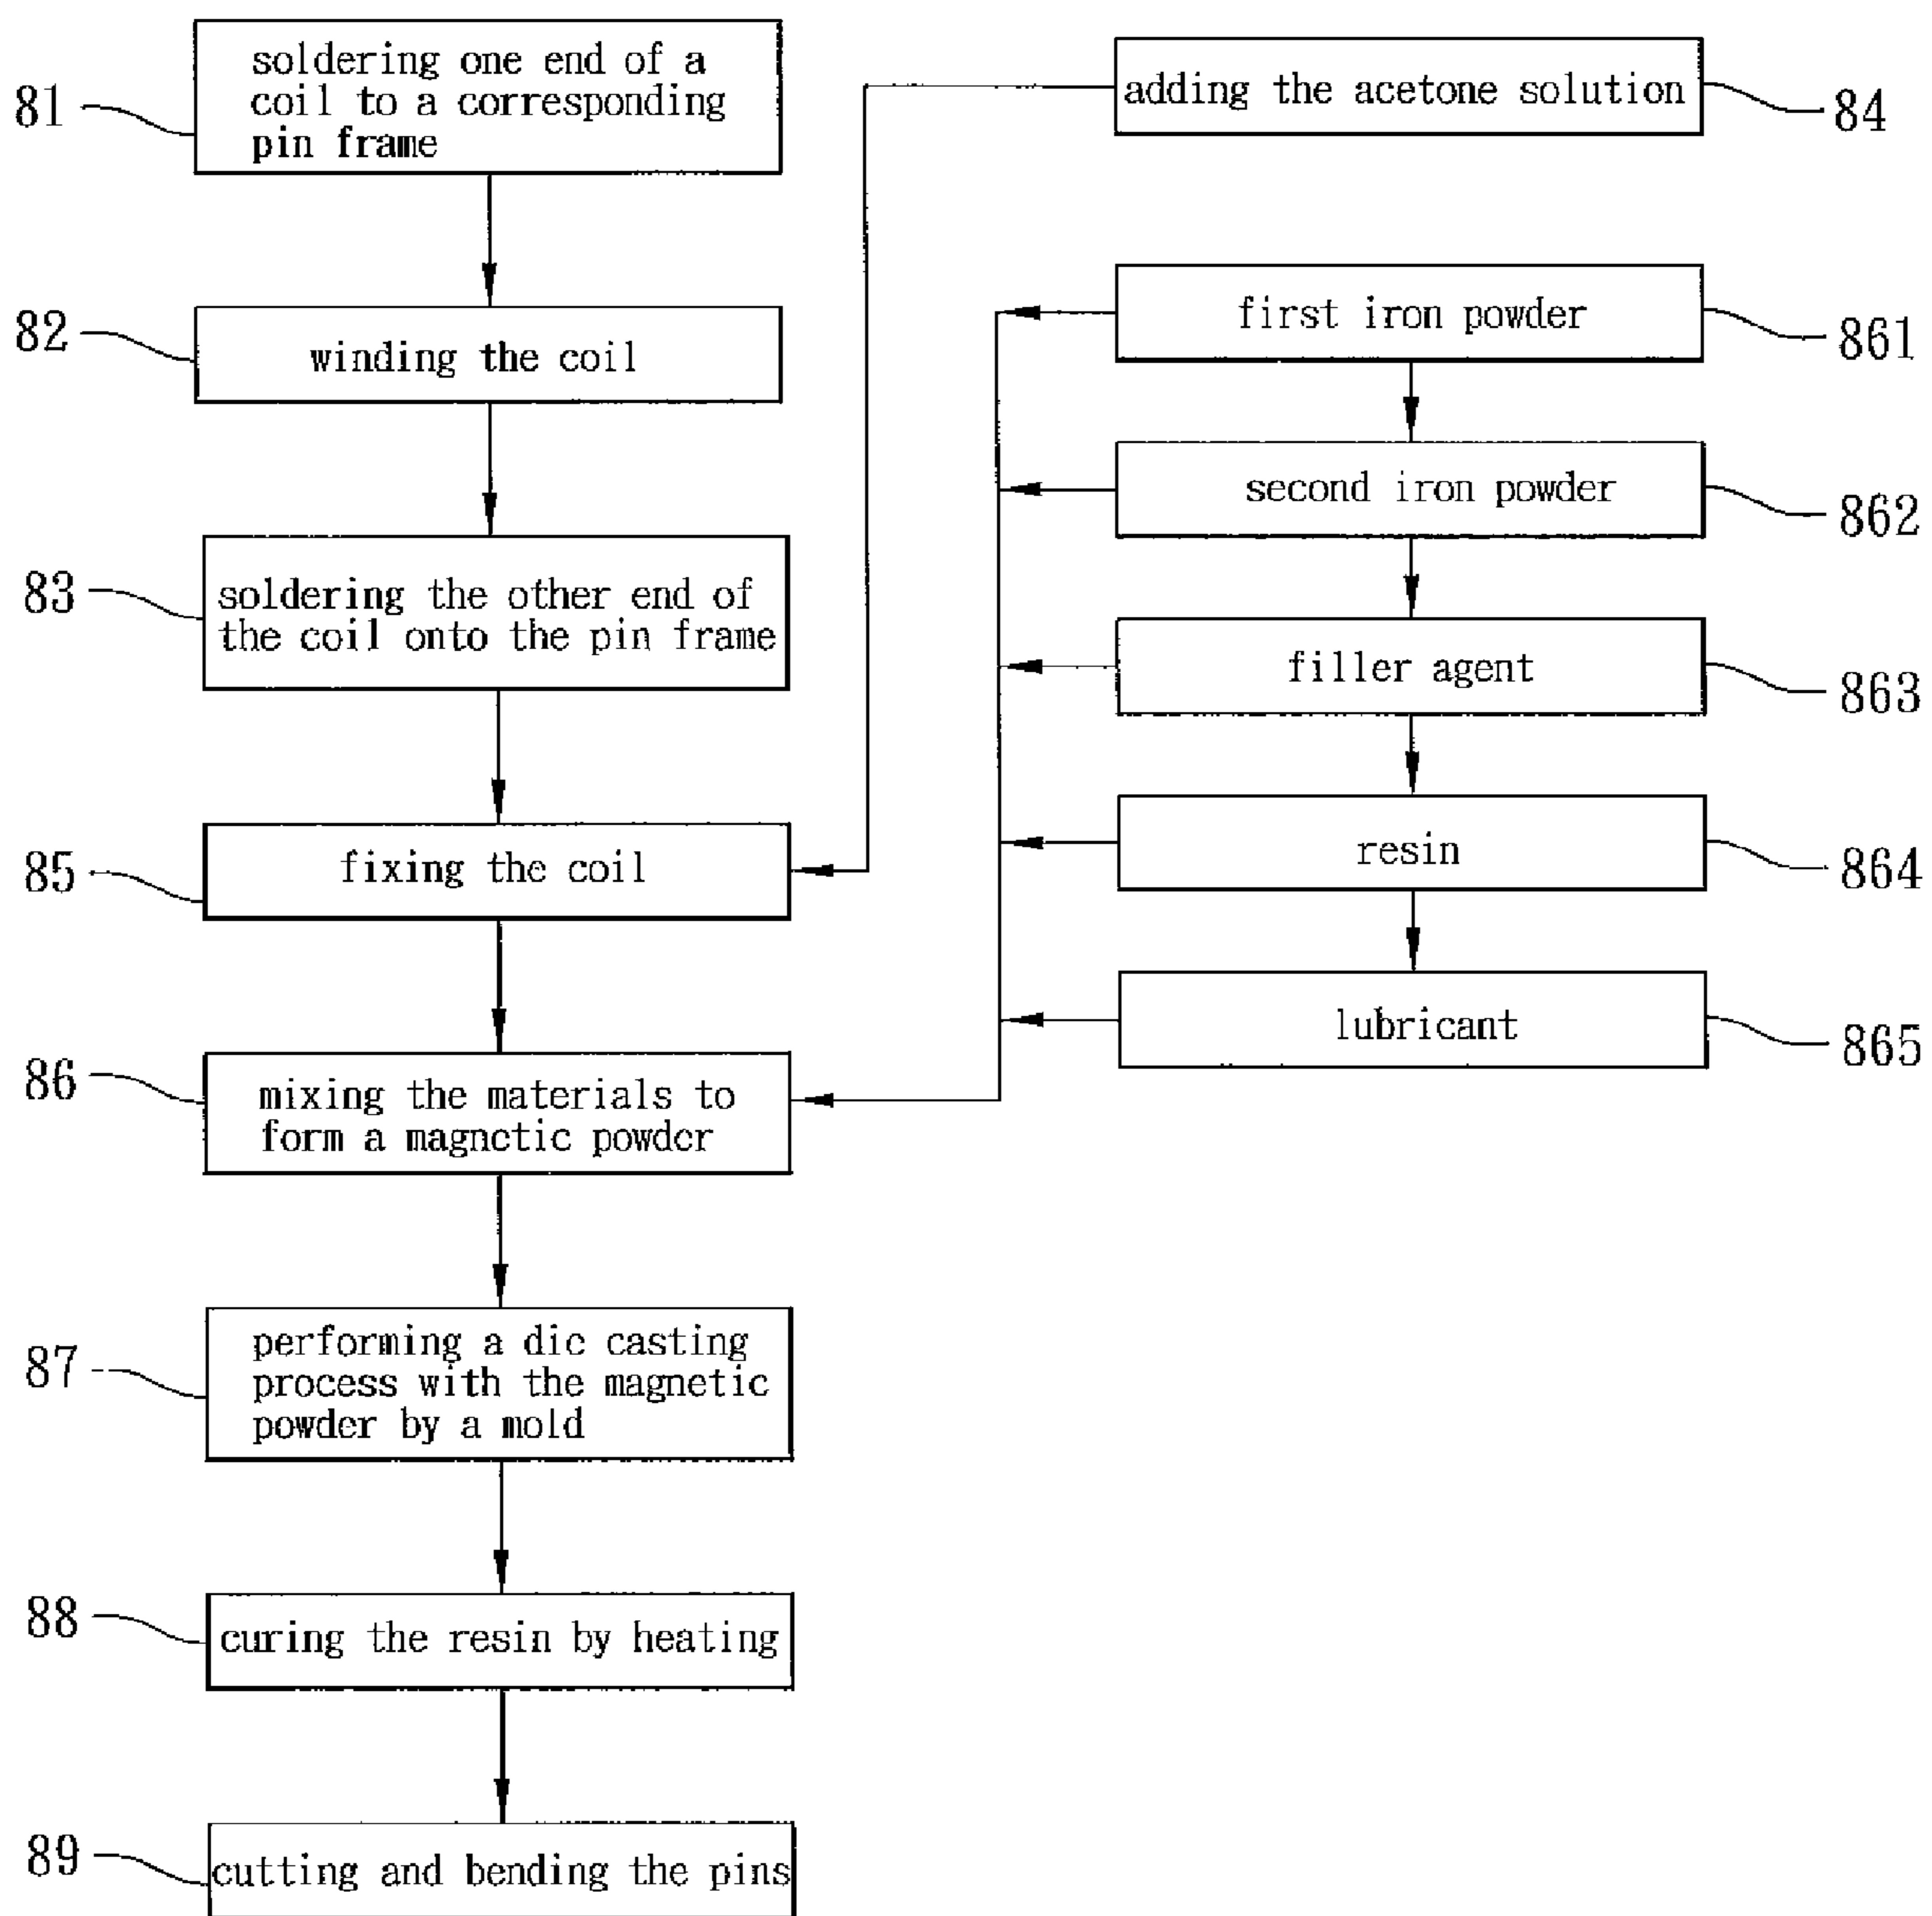 81
soldering one end of a
coil to a corresponding
pin frame
adding the acetone solution
84
82
winding the coil
first iron powder
861
second iron powder
862
83
soldering the other end of
the coil onto the pin frame
filler agent
863
85
fixing the coil
resin
864
lubricant
865
86
mixing the materials to
form a magnetic powder
87
performing a die casting
process with the magnetic
powder by a mold
88
curing the resin by heating
89
cutting and bending the pins